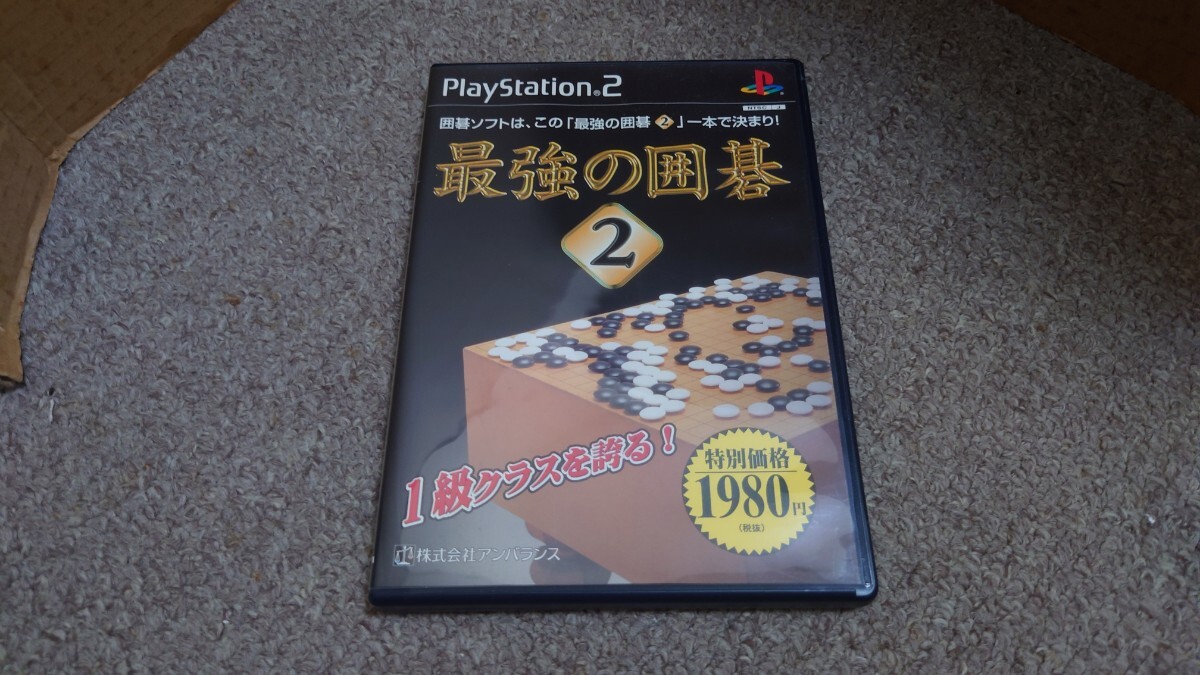 PlayStation®2
NTSC J
囲碁ソフトは、この「最強の囲碁2」一本で決まり!
最強の囲碁
2
1級クラスを誇る!
特別価格
1980円
(税抜)
株式会社アンバランス